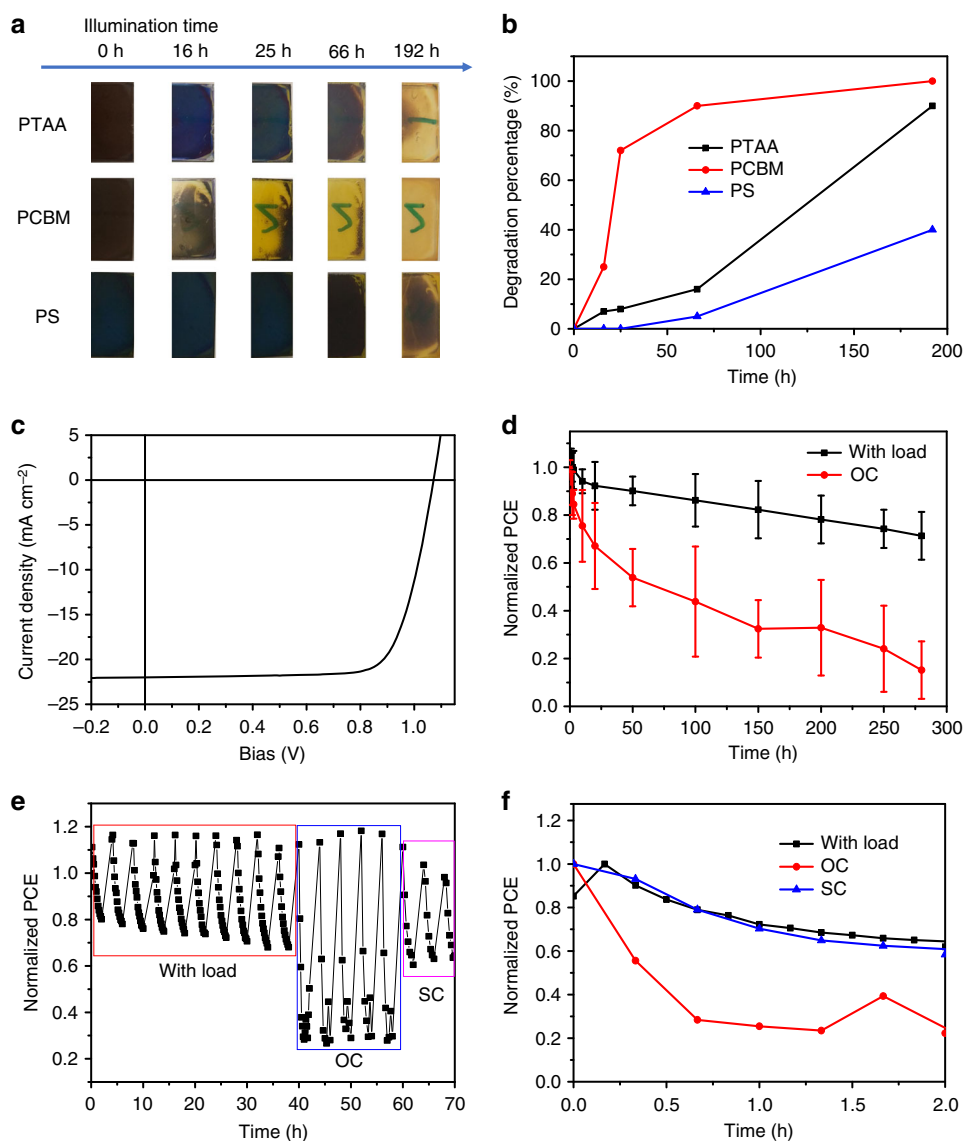 a
Illumination time
0 h 16 h 25 h 66 h 192 h
PTAA
PCBM
PS
b
Degradation percentage (%)
100
80
60
40
20
0
PTAA
PCBM
PS
0 50 100 150 200
Time (h)
c
Current density (mA cm⁻²)
5
0
–5
–10
–15
–20
–25
–0.2 0.0 0.2 0.4 0.6 0.8 1.0
Bias (V)
d
Normalized PCE
1.0
0.8
0.6
0.4
0.2
0.0
With load
OC
0 50 100 150 200 250 300
Time (h)
e
Normalized PCE
1.2
1.0
0.8
0.6
0.4
0.2
With load
OC
SC
0 10 20 30 40 50 60 70
Time (h)
f
Normalized PCE
1.2
1.0
0.8
0.6
0.4
0.2
0.0
With load
OC
SC
0.0 0.5 1.0 1.5 2.0
Time (h)